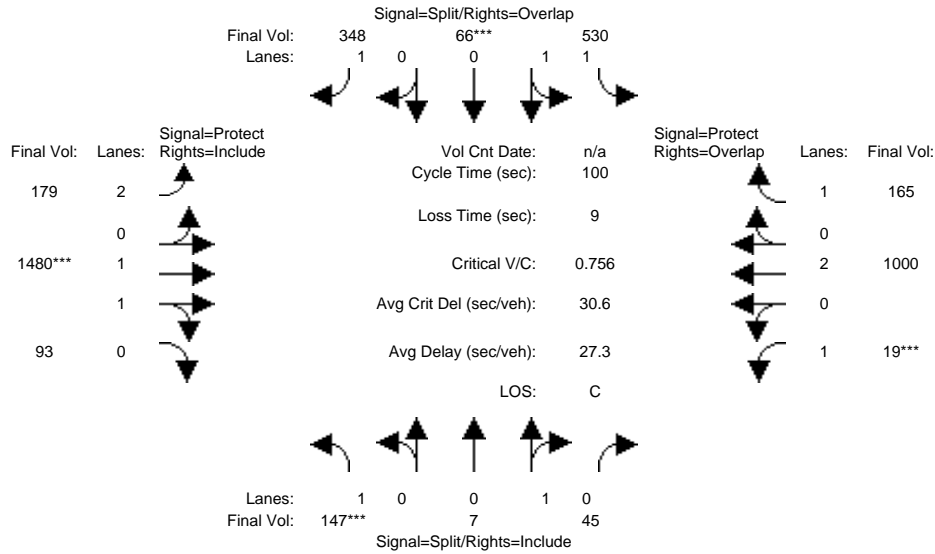 Signal=Split/Rights=Overlap
Final Vol: 348 66*** 530
Lanes: 1 0 0 1 1
Signal=Protect Signal=Protect
Final Vol: Lanes: Rights=Include Vol Cnt Date: n/a Rights=Overlap Lanes: Final Vol:
Cycle Time (sec): 100
179 2 1 165
Loss Time (sec): 9
0 0
1480*** 1 Critical V/C: 0.756 2 1000
1 Avg Crit Del (sec/veh): 30.6 0
93 0 Avg Delay (sec/veh): 27.3 1 19***
LOS: C
Lanes: 1 0 0 1 0
Final Vol: 147*** 7 45
Signal=Split/Rights=Include